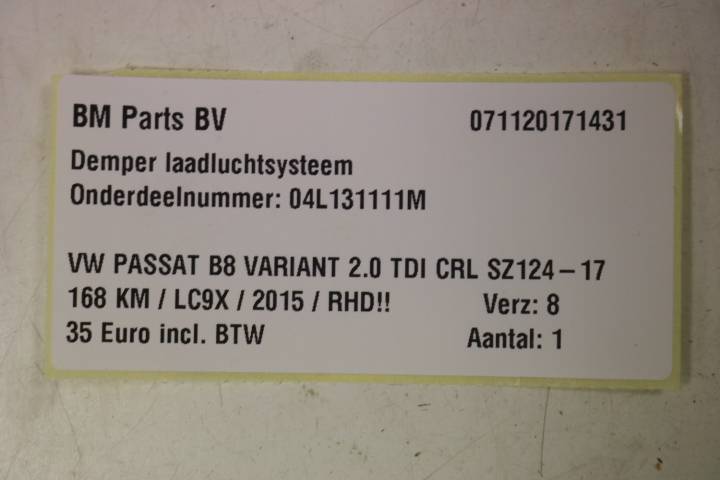 BM Parts BV 071120171431
Demper laadluchtsysteem
Onderdeelnummer: 04L131111M
VW PASSAT B8 VARIANT 2.0 TDI CRL SZ124-17
168 KM / LC9X / 2015 / RHD!! Verz: 8
35 Euro incl. BTW Aantal: 1